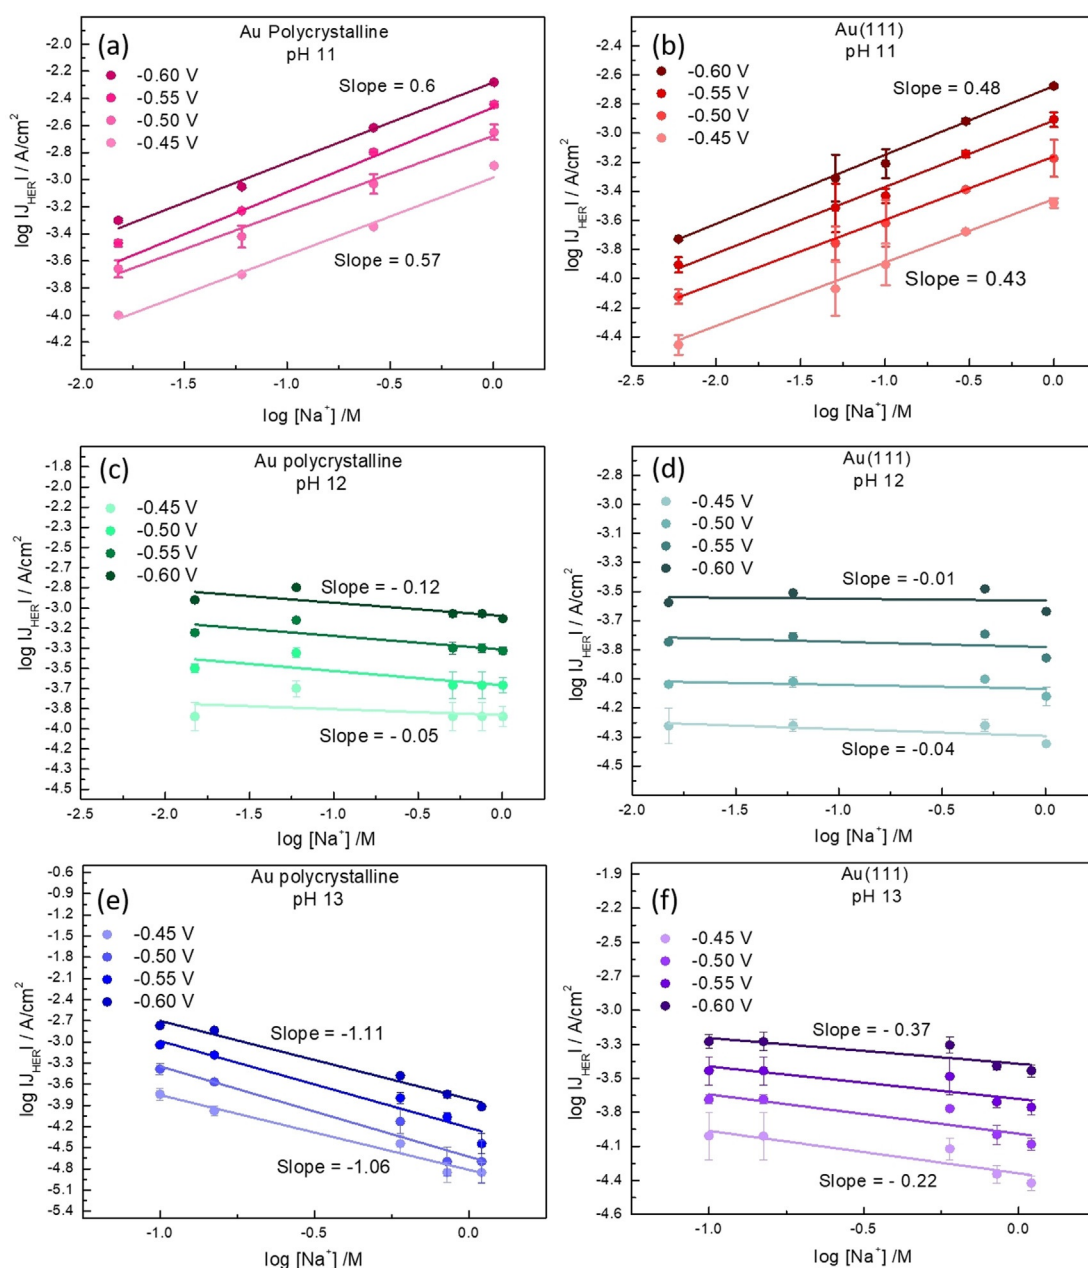 (a)
Au Polycrystalline
pH 11
-0.60 V
-0.55 V
-0.50 V
-0.45 V
Slope = 0.6
Slope = 0.57
log |J_HER| / A/cm²
-2.0
-2.2
-2.4
-2.6
-2.8
-3.0
-3.2
-3.4
-3.6
-3.8
-4.0
-4.2
-2.0 -1.5 -1.0 -0.5 0.0
log [Na⁺] /M
(b)
Au(111)
pH 11
-0.60 V
-0.55 V
-0.50 V
-0.45 V
Slope = 0.48
Slope = 0.43
log |J_HER| / A/cm²
-2.4
-2.6
-2.8
-3.0
-3.2
-3.4
-3.6
-3.8
-4.0
-4.2
-4.4
-2.5 -2.0 -1.5 -1.0 -0.5 0.0
log [Na⁺] /M
(c)
Au polycrystalline
pH 12
-0.45 V
-0.50 V
-0.55 V
-0.60 V
Slope = - 0.12
Slope = - 0.05
log |J_HER| / A/cm²
-1.8
-2.0
-2.2
-2.3
-2.5
-2.7
-2.8
-3.0
-3.2
-3.3
-3.5
-3.7
-3.8
-4.0
-4.2
-4.3
-4.5
-2.0 -1.5 -1.0 -0.5 0.0
log [Na⁺] /M
(d)
Au(111)
pH 12
-0.45 V
-0.50 V
-0.55 V
-0.60 V
Slope = -0.01
Slope = -0.04
log |J_HER| / A/cm²
-2.8
-3.0
-3.3
-3.5
-3.8
-4.0
-4.3
-4.5
-2.0 -1.5 -1.0 -0.5 0.0
log [Na⁺] /M
(e)
Au polycrystalline
pH 13
-0.45 V
-0.50 V
-0.55 V
-0.60 V
Slope = -1.11
Slope = -1.06
log |J_HER| / A/cm²
-0.6
-0.9
-1.2
-1.5
-1.8
-2.1
-2.4
-2.7
-3.0
-3.3
-3.6
-3.9
-4.2
-4.5
-4.8
-5.1
-5.4
-1.0 -0.5 0.0
log [Na⁺] /M
(f)
Au(111)
pH 13
-0.45 V
-0.50 V
-0.55 V
-0.60 V
Slope = - 0.37
Slope = - 0.22
log |J_HER| / A/cm²
-1.9
-2.2
-2.5
-2.7
-3.0
-3.3
-3.5
-3.8
-4.1
-4.4
-4.6
-1.0 -0.5 0.0
log [Na⁺] /M